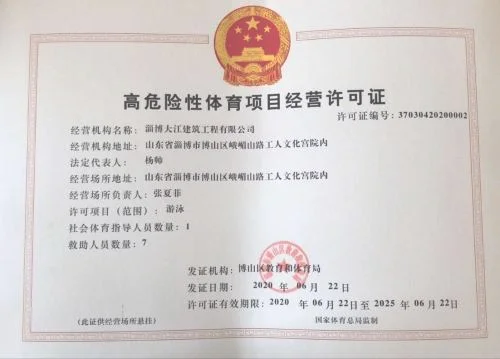 高危险性体育项目经营许可证
许可证编号:37030420200002
经营机构名称: 淄博大江建筑工程有限公司
经营机构地址: 山东省淄博市博山区峨嵋山路工人文化宫院内
法定代表人: 杨帅
经营场所地址: 山东省淄博市博山区峨嵋山路工人文化宫院内
经营场所负责人: 张夏菲
许可项目(范围): 游泳
社会体育指导人员数量: 1
救助人员数量: 7
发证机构: 博山区教育和体育局
发证日期: 2020 年 06 月 22 日
许可证有效期限: 2020 年 06 月 22日至 2025 年 06 月 22日
(此证供经营场所悬挂)
国家体育总局监制